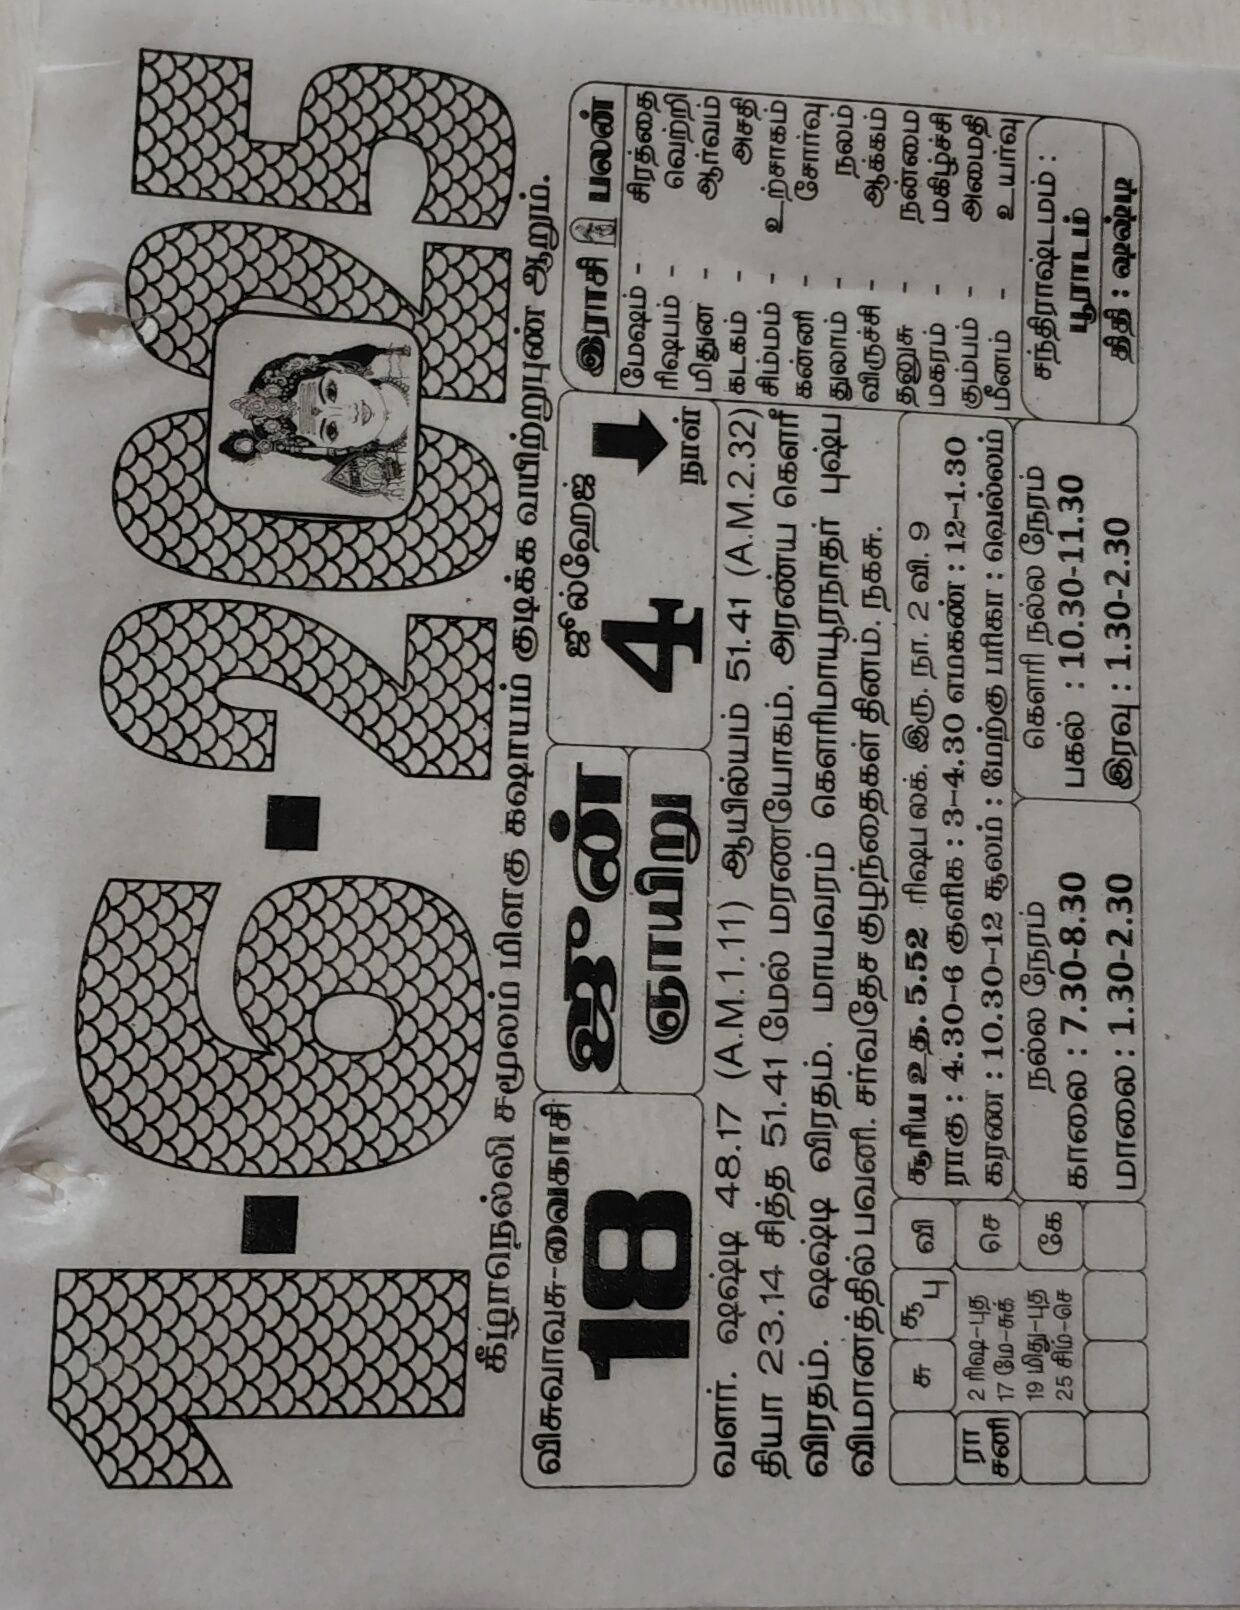 1.6.2025
கீழாநெல்லி சமூலம் மிளகு கஷாயம் குடிக்க வயிற்றுபுண் ஆறும்.
விசுவாவசு-வைகாசி
18
ஜூன்
ஞாயிறு
ஜுல்ஹேஜ்
4
நாள்
வளர். ஷஷ்டி 48.17 (A.M.1.11) ஆயில்யம் 51.41 (A.M.2.32)
தியா 23.14 சித்த 51.41 மேல் மரணயோகம். அரண்ய கௌரீ
விரதம். ஷஷ்டி விரதம். மாயவரம் கௌரிமாயூரநாதர் புஷ்ப
விமானத்தில் பவனி. சர்வதேச குழந்தைகள் தினம். நகசு.
இராசி பலன்
மேஷம் - சிரத்தை
ரிஷபம் - வெற்றி
மிதுன - ஆர்வம்
கடகம் - அசதி
சிம்மம் - உற்சாகம்
கன்னி - சோர்வு
துலாம் - நலம்
விருச்சி - ஆக்கம்
தனுசு - நன்மை
மகரம் - மகிழ்ச்சி
கும்பம் - அமைதி
மீனம் - உயர்வு
சந்திராஷ்டமம் :
பூராடம்
திதி : ஷஷ்டி
சு
சூ
பு
வி
ரா
சனி
2 ரிஷ-புத
17 மே-சுக்
19 மிது-புத
25 சிம்-செ
செ
கே
சூரிய உத. 5.52 ரிஷப லக். இரு. நா. 2 வி. 9
ராகு : 4.30-6 குளிக : 3-4.30 எமகண் : 12-1.30
கரண : 10.30-12 சூலம் : மேற்கு பரிகா : வெல்லம்
நல்ல நேரம்
காலை : 7.30-8.30
மாலை : 1.30-2.30
கெளரி நல்ல நேரம்
பகல் : 10.30-11.30
இரவு : 1.30-2.30